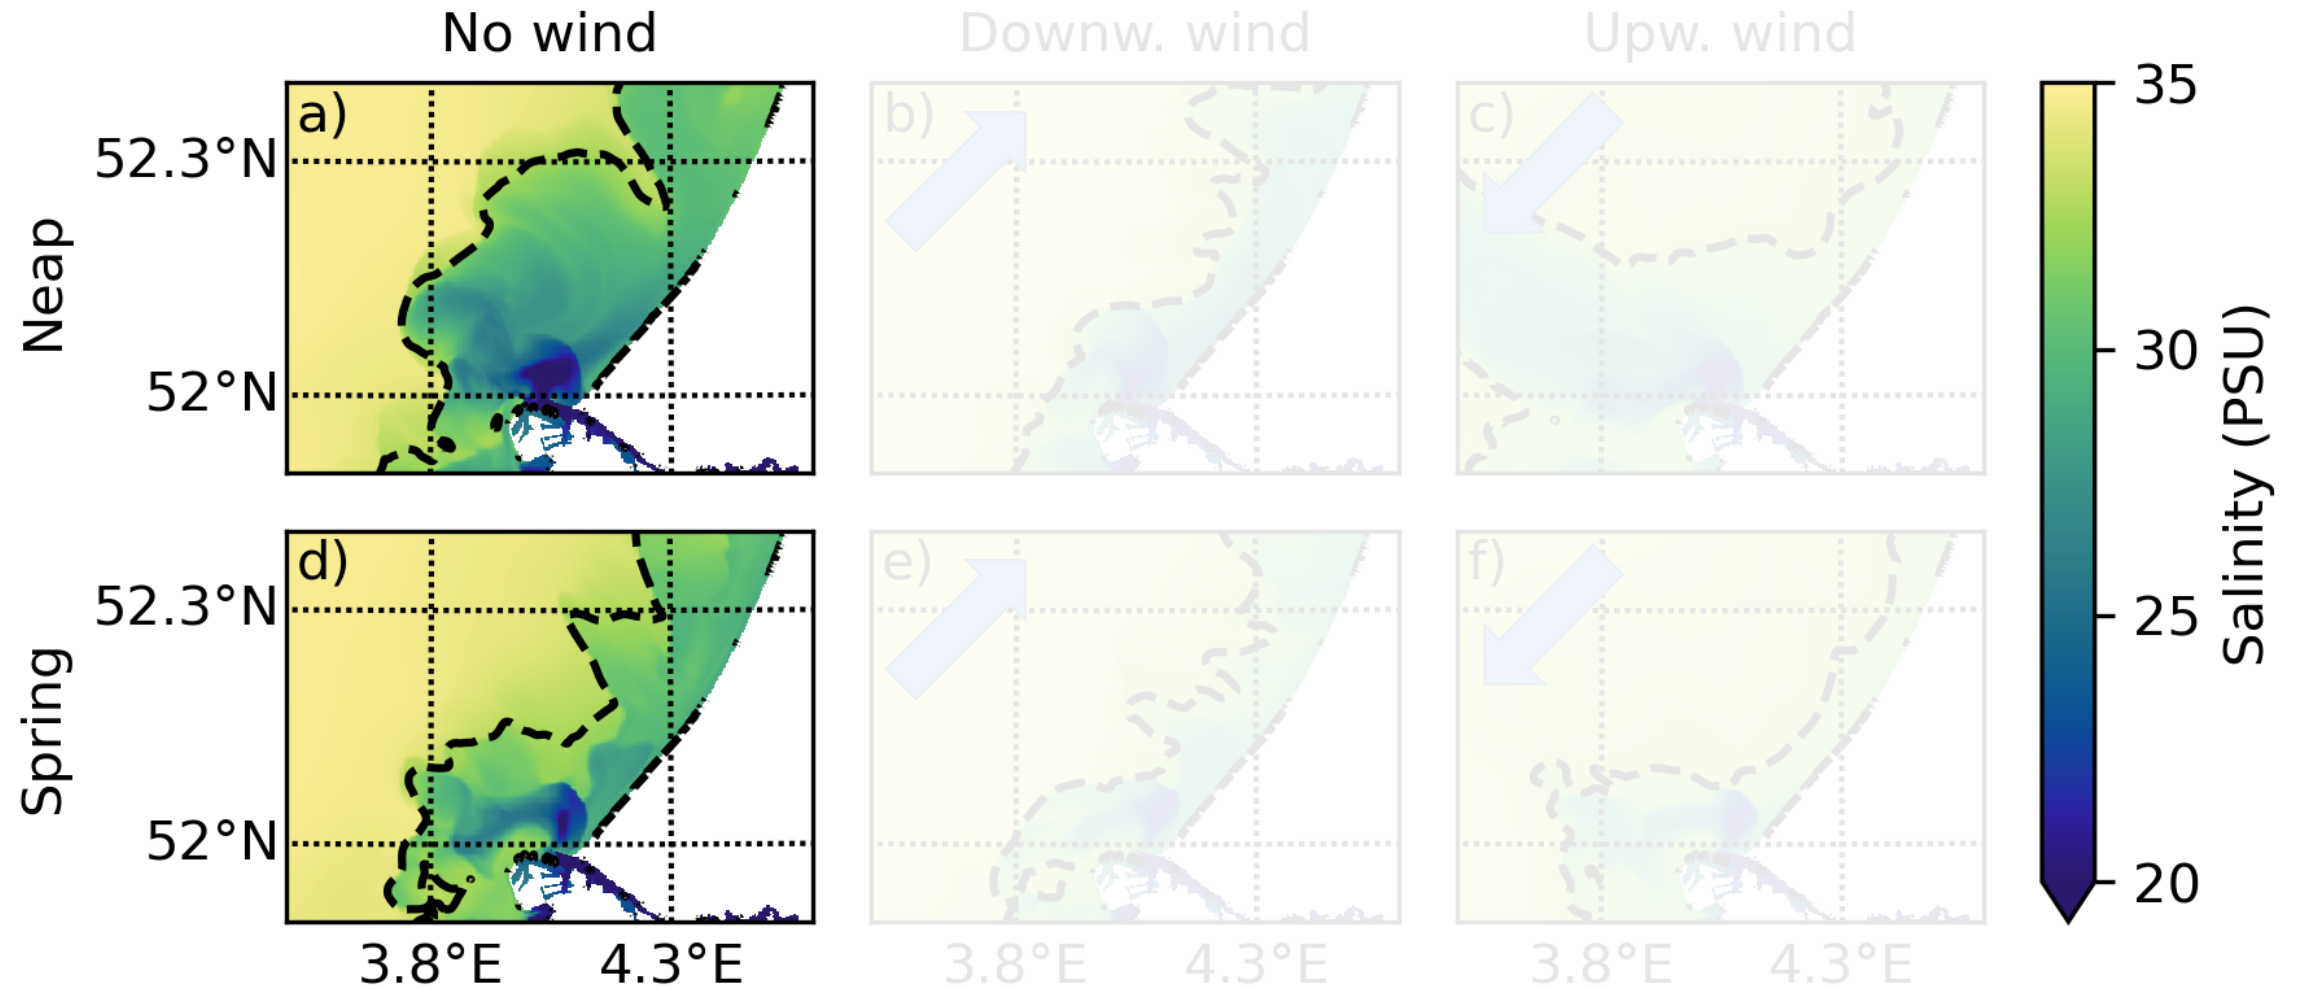 No wind Downw. wind Upw. wind
a) b) c)
35
52.3°N
Neap
30
52°N
d) e) f)
52.3°N
25
Salinity (PSU)
Spring
52°N
20
3.8°E 4.3°E 3.8°E 4.3°E 3.8°E 4.3°E